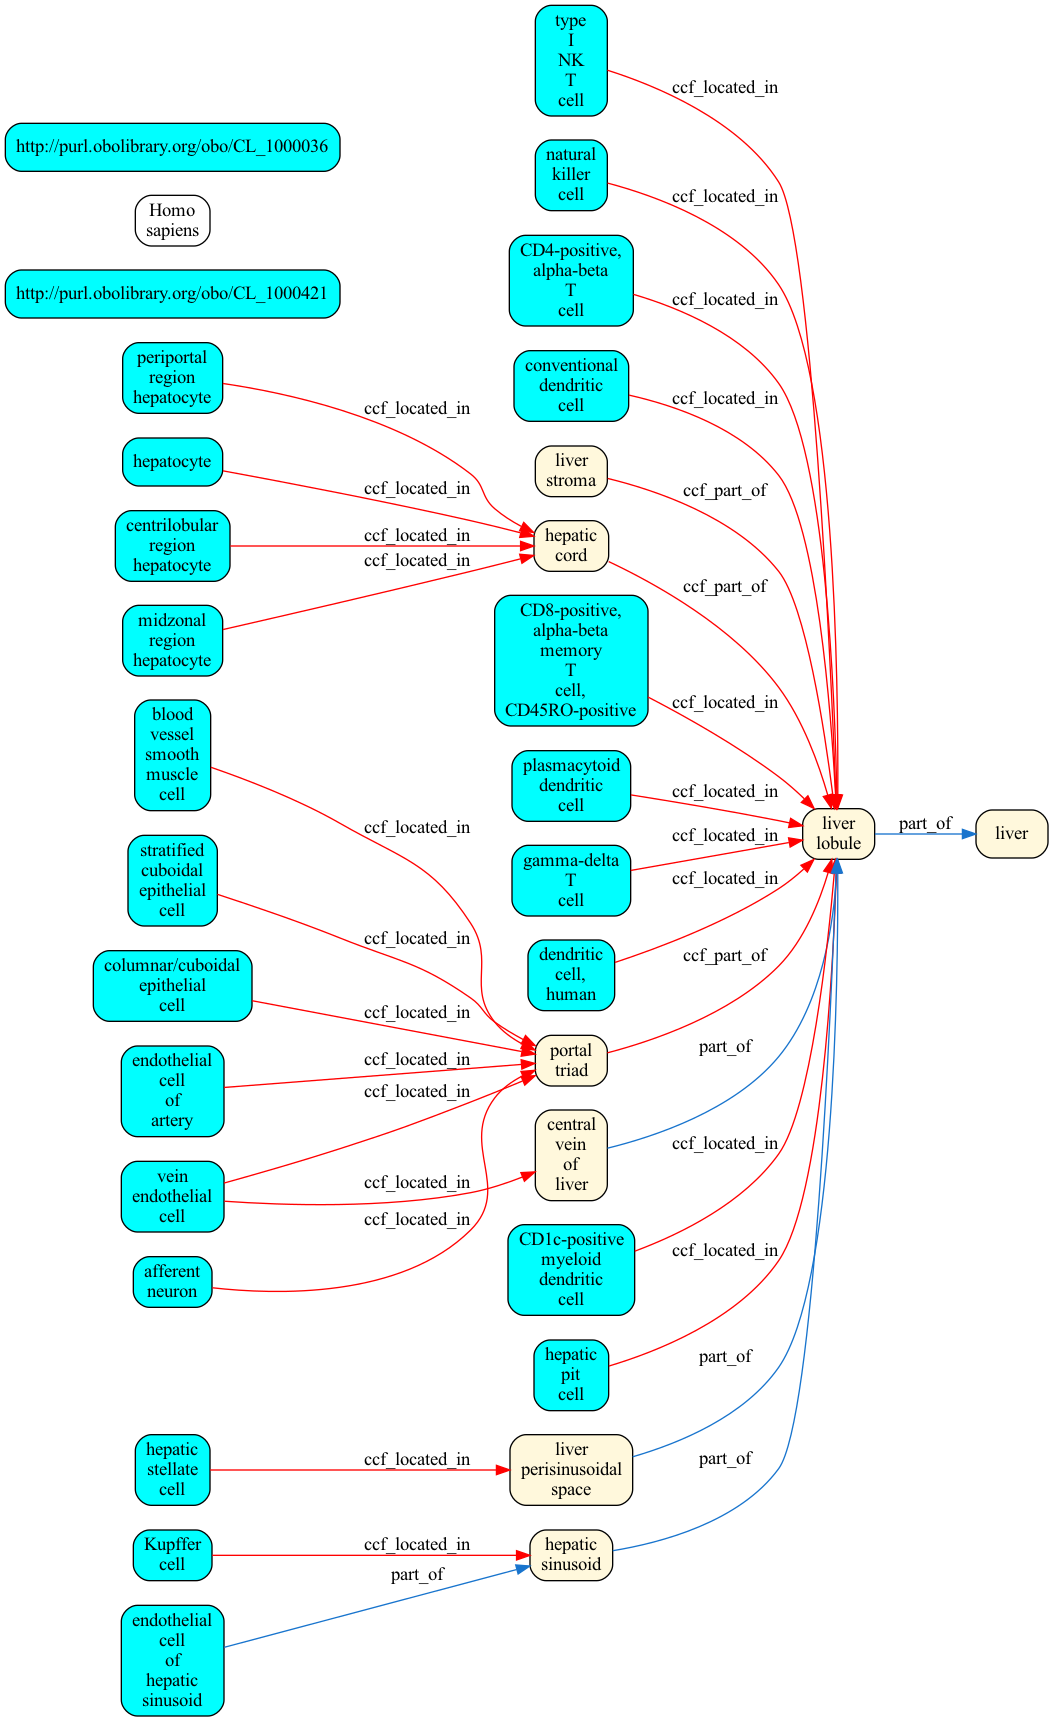 http://purl.obolibrary.org/obo/CL_1000036
Homo
sapiens
http://purl.obolibrary.org/obo/CL_1000421
periportal
region
hepatocyte
hepatocyte
centrilobular
region
hepatocyte
midzonal
region
hepatocyte
blood
vessel
smooth
muscle
cell
stratified
cuboidal
epithelial
cell
columnar/cuboidal
epithelial
cell
endothelial
cell
of
artery
vein
endothelial
cell
afferent
neuron
hepatic
stellate
cell
Kupffer
cell
endothelial
cell
of
hepatic
sinusoid
ccf_located_in
ccf_located_in
ccf_located_in
ccf_located_in
ccf_located_in
ccf_located_in
ccf_located_in
ccf_located_in
ccf_located_in
ccf_located_in
ccf_located_in
ccf_located_in
ccf_located_in
part_of
type
I
NK
T
cell
natural
killer
cell
CD4-positive,
alpha-beta
T
cell
conventional
dendritic
cell
liver
stroma
hepatic
cord
CD8-positive,
alpha-beta
memory
T
cell,
CD45RO-positive
plasmacytoid
dendritic
cell
gamma-delta
T
cell
dendritic
cell,
human
portal
triad
central
vein
of
liver
CD1c-positive
myeloid
dendritic
cell
hepatic
pit
cell
liver
perisinusoidal
space
hepatic
sinusoid
ccf_located_in
ccf_located_in
ccf_located_in
ccf_located_in
ccf_part_of
ccf_part_of
ccf_located_in
ccf_located_in
ccf_located_in
ccf_located_in
ccf_part_of
part_of
ccf_located_in
ccf_located_in
part_of
part_of
liver
lobule
part_of
liver